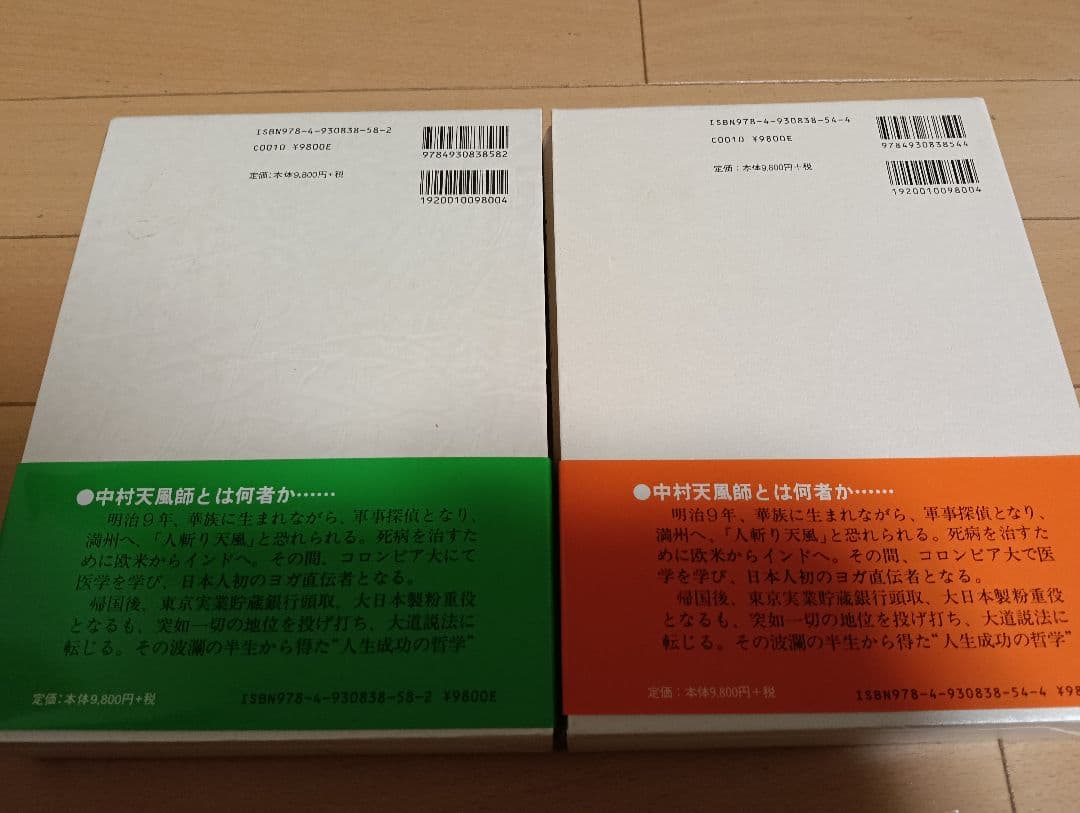 ISBN978-4-930838-58-2
C0010 ¥9800E
定価:本体9,800円+税
9784930838582
1920010098004
●中村天風師とは何者か……
明治9年、華族に生まれながら、軍事探偵となり、
満州へ、「人斬り天風」と恐れられる。死病を治すた
めに欧米からインドへ。その間、コロンビア大にて
医学を学び、日本人初のヨガ直伝者となる。
帰国後、東京実業貯蔵銀行頭取、大日本製粉重役
となるも、突如一切の地位を投げ打ち、大道説法に
転じる。その波瀾の半生から得た“人生成功の哲学”
定価:本体9,800円+税
ISBN978-4-930838-58-2 ¥9800E
ISBN978-4-930838-54-4
C0010 ¥9800E
定価:本体9,800円+税
9784930838544
1920010098004
●中村天風師とは何者か……
明治9年、華族に生まれながら、軍事探偵となり、
満州へ、「人斬り天風」と恐れられる。死病を治すた
めに欧米からインドへ。その間、コロンビア大で医
学を学び、日本人初のヨガ直伝者となる。
帰国後、東京実業貯蔵銀行頭取、大日本製粉重役
となるも、突如一切の地位を投げ打ち、大道説法に
転じる。その波瀾の半生から得た“人生成功の哲学”
定価:本体9,800円+税
ISBN978-4-930838-54-4 ¥98